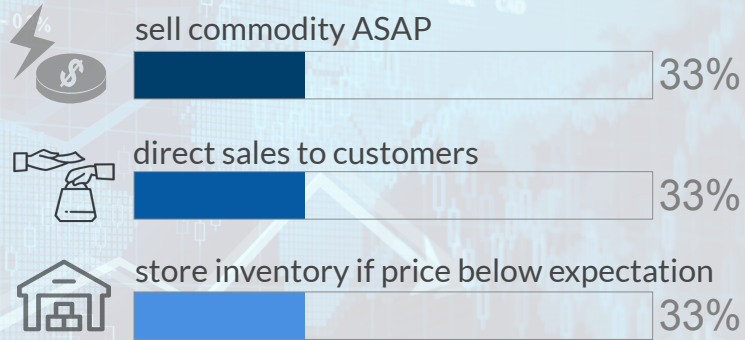 sell commodity ASAP
33%
direct sales to customers
33%
store inventory if price below expectation
33%